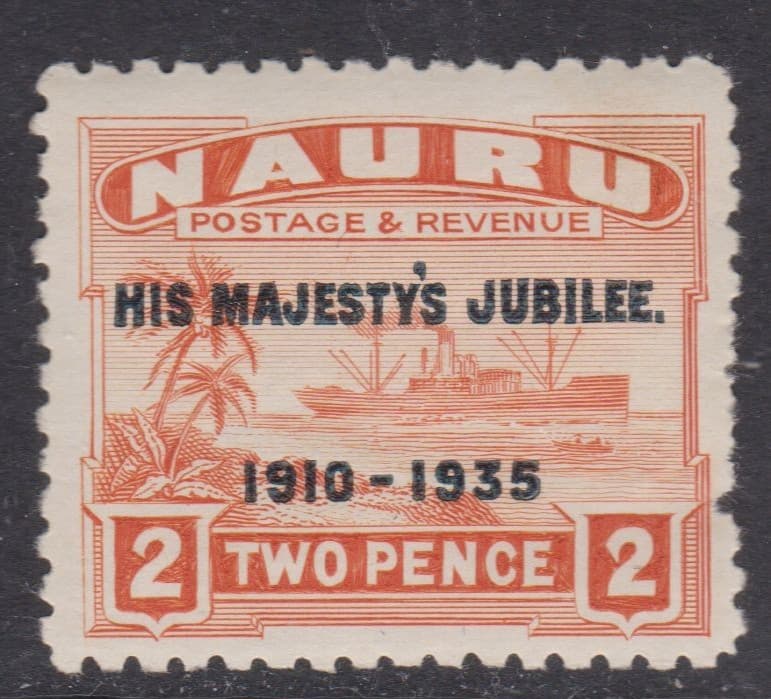 NAURU
POSTAGE & REVENUE
HIS MAJESTY'S JUBILEE.
1910-1935
2 TWO PENCE 2